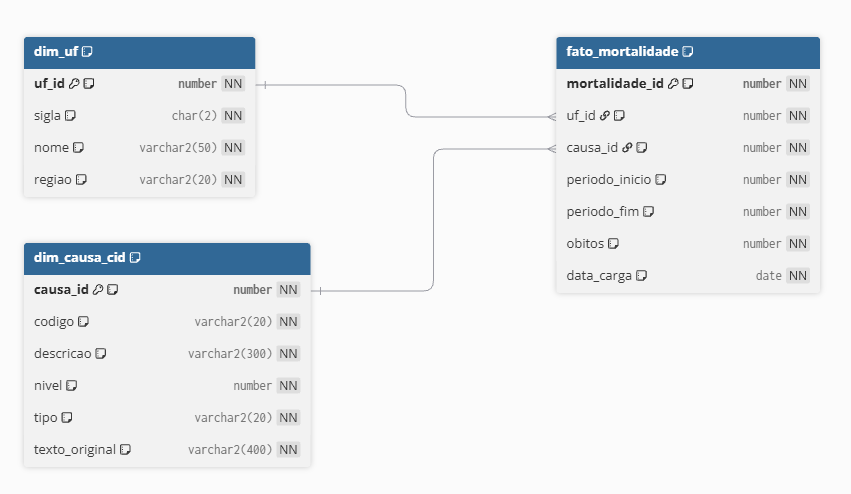 dim_uf
uf_id number NN
sigla char(2) NN
nome varchar2(50) NN
regiao varchar2(20) NN
dim_causa_cid
causa_id number NN
codigo varchar2(20) NN
descricao varchar2(300) NN
nivel number NN
tipo varchar2(20) NN
texto_original varchar2(400) NN
fato_mortalidade
mortalidade_id number NN
uf_id number NN
causa_id number NN
periodo_inicio number NN
periodo_fim number NN
obitos number NN
data_carga date NN